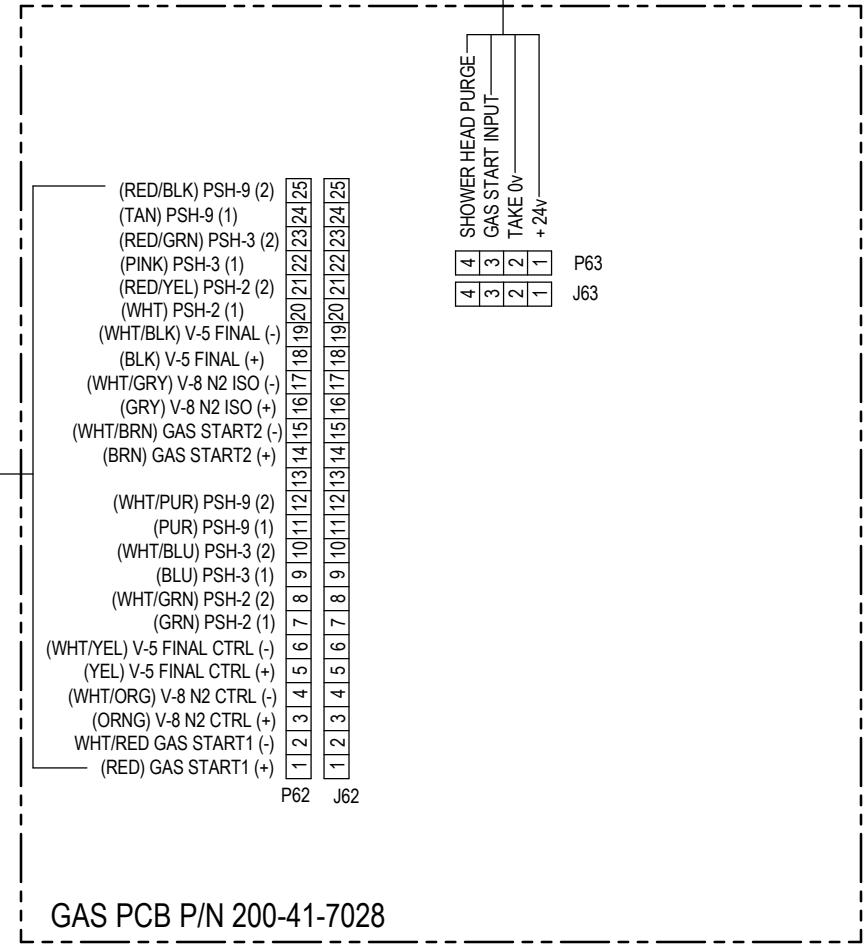 SHOWER HEAD PURGE
GAS START INPUT
TAKE 0v
+ 24v
4 3 2 1 P63
4 3 2 1 J63
(RED/BLK) PSH-9 (2) 25 25
(TAN) PSH-9 (1) 24 24
(RED/GRN) PSH-3 (2) 23 23
(PINK) PSH-3 (1) 22 22
(RED/YEL) PSH-2 (2) 21 21
(WHT) PSH-2 (1) 20 20
(WHT/BLK) V-5 FINAL (-) 19 19
(BLK) V-5 FINAL (+) 18 18
(WHT/GRY) V-8 N2 ISO (-) 17 17
(GRY) V-8 N2 ISO (+) 16 16
(WHT/BRN) GAS START2 (-) 15 15
(BRN) GAS START2 (+) 14 14
13 13
(WHT/PUR) PSH-9 (2) 12 12
(PUR) PSH-9 (1) 11 11
(WHT/BLU) PSH-3 (2) 10 10
(BLU) PSH-3 (1) 9 9
(WHT/GRN) PSH-2 (2) 8 8
(GRN) PSH-2 (1) 7 7
(WHT/YEL) V-5 FINAL CTRL (-) 6 6
(YEL) V-5 FINAL CTRL (+) 5 5
(WHT/ORG) V-8 N2 CTRL (-) 4 4
(ORNG) V-8 N2 CTRL (+) 3 3
WHT/RED GAS START1 (-) 2 2
(RED) GAS START1 (+) 1 1
P62 J62
GAS PCB P/N 200-41-7028